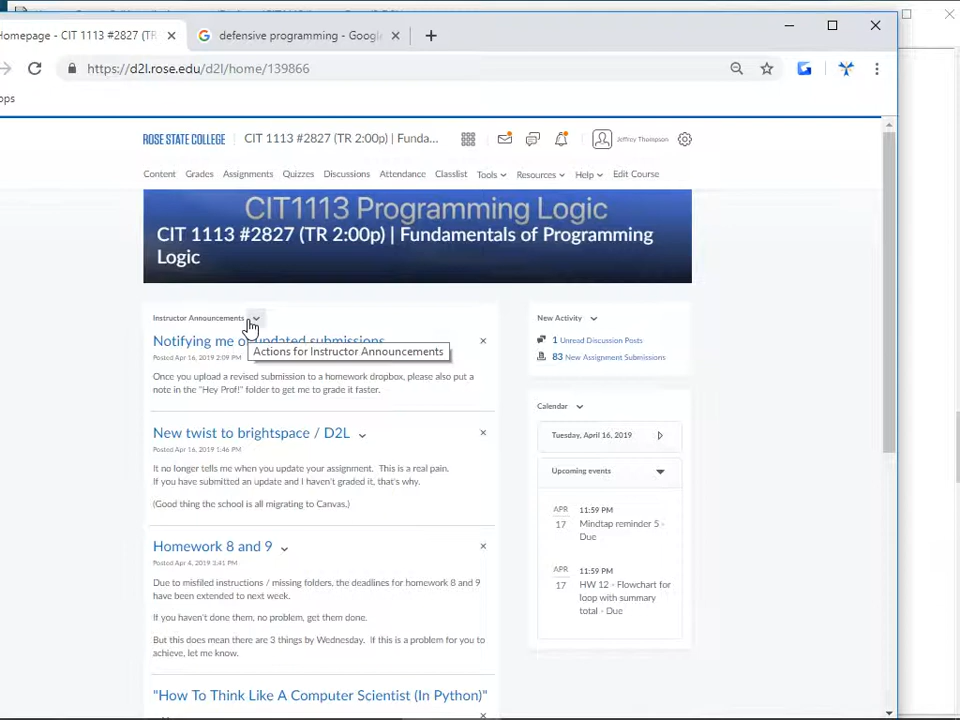 Homepage - CIT 1113 #2827 (TR
defensive programming - Google
https://d2l.rose.edu/d2l/home/139866
ROSE STATE COLLEGE
CIT 1113 #2827 (TR 2:00p) | Funda...
Jeffrey Thompson
Content Grades Assignments Quizzes Discussions Attendance Classlist Tools Resources Help Edit Course
CIT1113 Programming Logic
CIT 1113 #2827 (TR 2:00p) | Fundamentals of Programming
Logic
Instructor Announcements
Notifying me of updated submissions
Actions for Instructor Announcements
Posted Apr 16, 2019 2:09 PM
Once you upload a revised submission to a homework dropbox, please also put a
note in the "Hey Prof!" folder to get me to grade it faster.
New twist to brightspace / D2L
Posted Apr 16, 2019 1:46 PM
It no longer tells me when you update your assignment. This is a real pain.
If you have submitted an update and I haven't graded it, that's why.
(Good thing the school is all migrating to Canvas.)
Homework 8 and 9
Posted Apr 4, 2019 3:41 PM
Due to misfiled instructions / missing folders, the deadlines for homework 8 and 9
have been extended to next week.
If you haven't done them, no problem, get them done.
But this does mean there are 3 things by Wednesday. If this is a problem for you to
achieve, let me know.
"How To Think Like A Computer Scientist (In Python)"
New Activity
1 Unread Discussion Posts
83 New Assignment Submissions
Calendar
Tuesday, April 16, 2019
Upcoming events
APR
17
11:59 PM
Mindtap reminder 5 -
Due
APR
17
11:59 PM
HW 12 - Flowchart for
loop with summary
total - Due